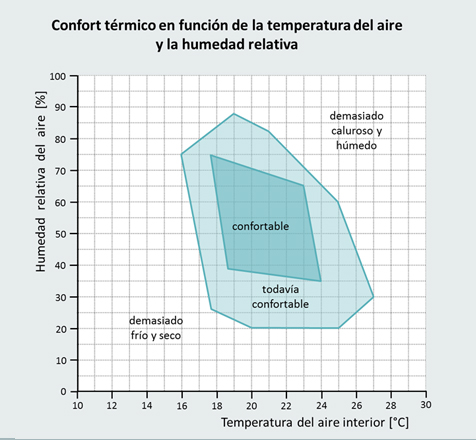 Confort térmico en función de la temperatura del aire
y la humedad relativa
Humedad relativa del aire [%]
100
90
80
70
60
50
40
30
20
10
0
demasiado
caluroso y
húmedo
confortable
todavía
confortable
demasiado
frío y seco
10 12 14 16 18 20 22 24 26 28 30
Temperatura del aire interior [°C]